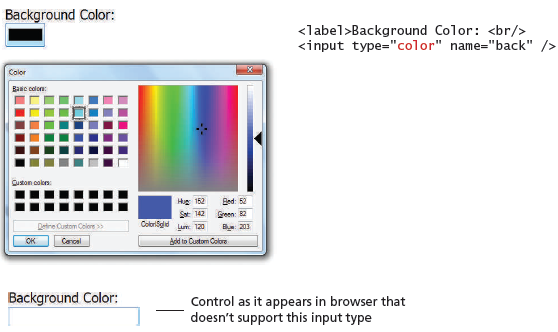 Background Color:
<label>Background Color: <br/>
<input type="color" name="back" />
Color
Basic colors:
Custom colors:
Define Custom Colors >>
OK
Cancel
Color|Solid
Hue: 152
Sat: 142
Lum: 120
Red: 52
Green: 82
Blue: 203
Add to Custom Colors
Background Color:
Control as it appears in browser that
doesn't support this input type